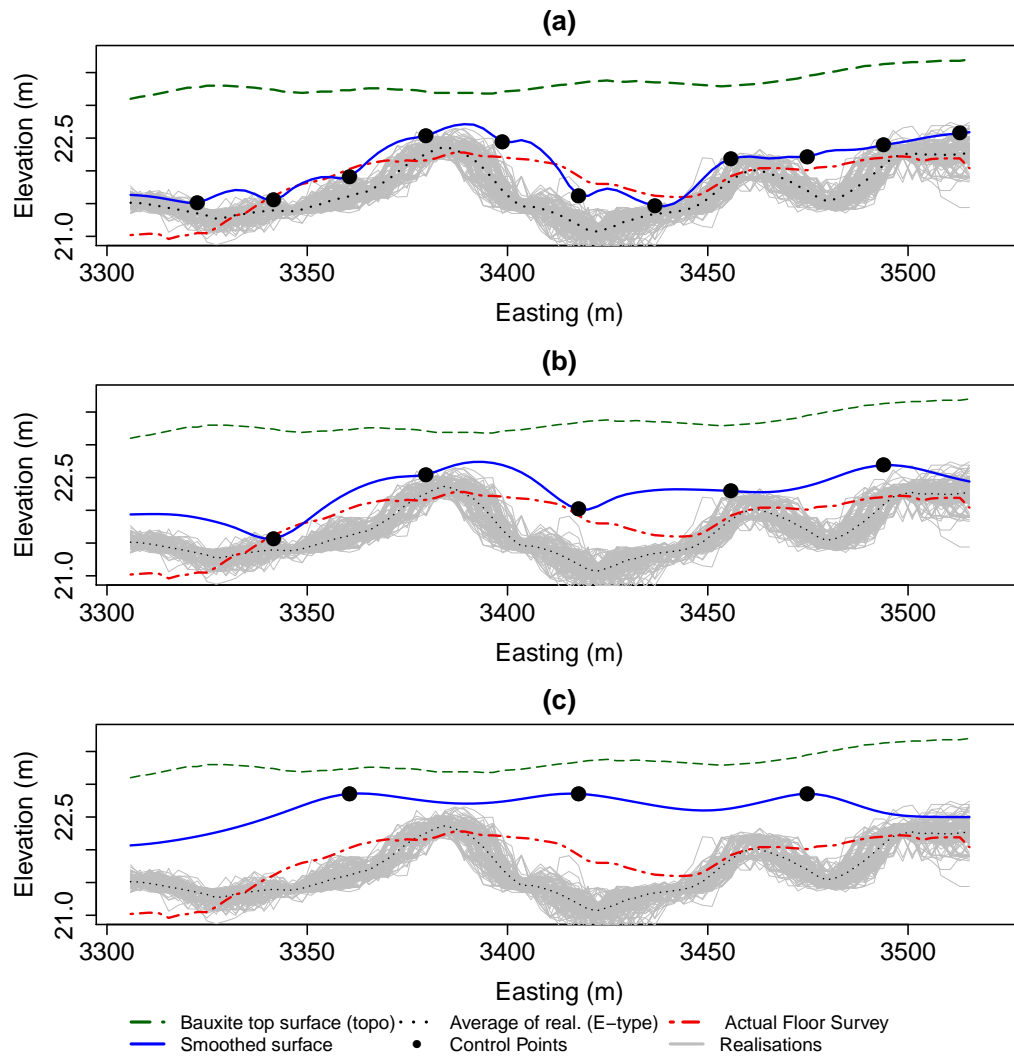 (a)
Elevation (m)
22.5
21.0
3300 3350 3400 3450 3500
Easting (m)
(b)
Elevation (m)
22.5
21.0
3300 3350 3400 3450 3500
Easting (m)
(c)
Elevation (m)
22.5
21.0
3300 3350 3400 3450 3500
Easting (m)
Bauxite top surface (topo) Average of real. (E−type) Actual Floor Survey
Smoothed surface Control Points Realisations